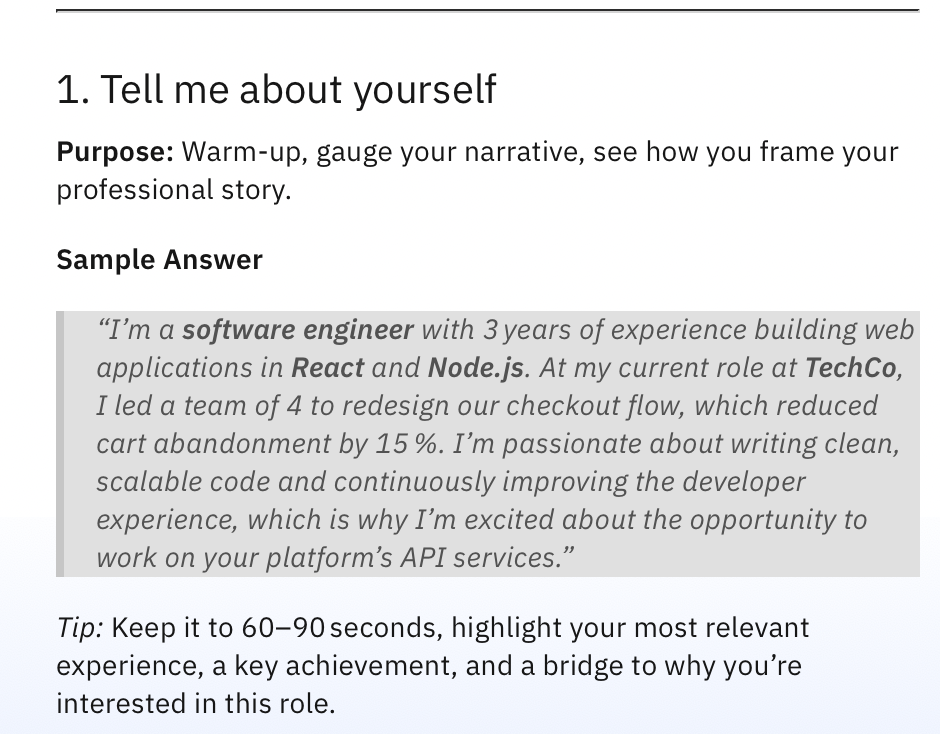 1. Tell me about yourself
Purpose: Warm-up, gauge your narrative, see how you frame your
professional story.
Sample Answer
“I’m a software engineer with 3 years of experience building web
applications in React and Node.js. At my current role at TechCo,
I led a team of 4 to redesign our checkout flow, which reduced
cart abandonment by 15 %. I’m passionate about writing clean,
scalable code and continuously improving the developer
experience, which is why I’m excited about the opportunity to
work on your platform’s API services.”
Tip: Keep it to 60–90 seconds, highlight your most relevant
experience, a key achievement, and a bridge to why you’re
interested in this role.